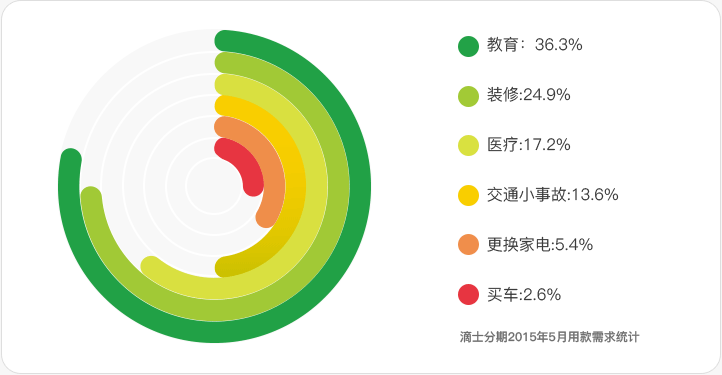 教育：36.3%
装修:24.9%
医疗:17.2%
交通小事故:13.6%
更换家电:5.4%
买车:2.6%
滴士分期2015年5月用款需求统计